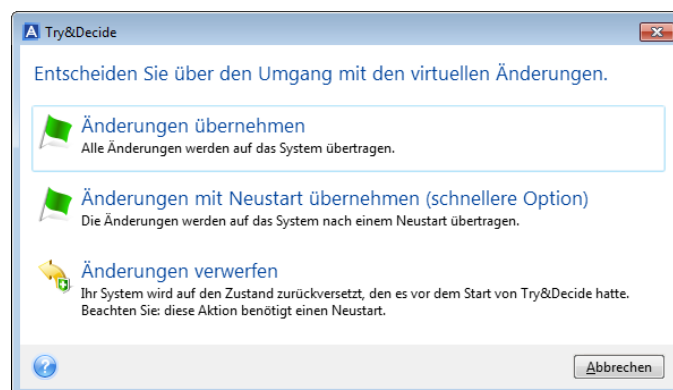 Try&Decide
Entscheiden Sie über den Umgang mit den virtuellen Änderungen.
Änderungen übernehmen
Alle Änderungen werden auf das System übertragen.
Änderungen mit Neustart übernehmen (schnellere Option)
Die Änderungen werden auf das System nach einem Neustart übertragen.
Änderungen verwerfen
Ihr System wird auf den Zustand zurückversetzt, den es vor dem Start von Try&Decide hatte.
Beachten Sie: diese Aktion benötigt einen Neustart.
Abbrechen